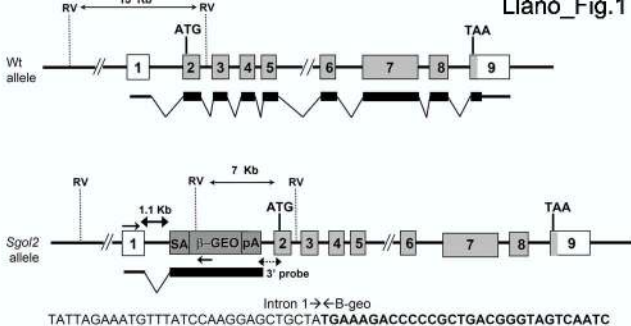 Llano_Fig.1
RV RV
ATG TAA
Wt
allele
1 2 3 4 5 6 7 8 9
7 Kb
RV RV RV
1.1 Kb ATG TAA
Sgol2
allele
1 SA β-GEO pA 2 3 4 5 6 7 8 9
3' probe
Intron 1→←B-geo
TATTAGAAATGTTTATCCAAGGAGCTGCTATGAAAGACCCCCGCTGACGGGTAGTCAATC